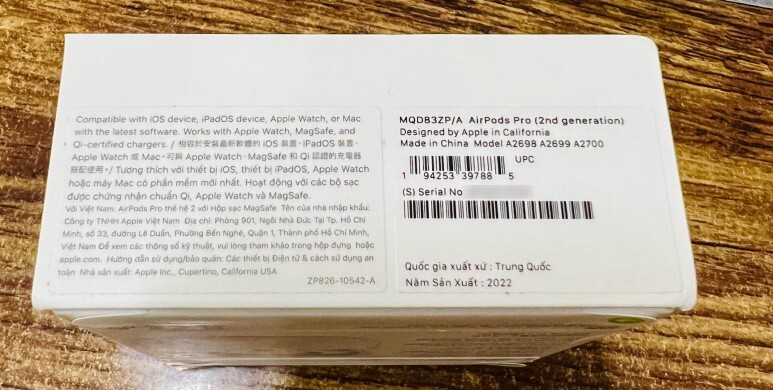 Compatible with iOS device, iPadOS device, Apple Watch, or Mac
with the latest software. Works with Apple Watch, MagSafe, and
Qi-certified chargers. / 相容於安裝最新軟體的 iOS 裝置、iPadOS 裝置、
Apple Watch 或 Mac。可與 Apple Watch、MagSafe 和 Qi 認證的充電器
搭配使用。/ Tương thích với thiết bị iOS, thiết bị iPadOS, Apple Watch
hoặc máy Mac có phần mềm mới nhất. Hoạt động với các bộ sạc
được chứng nhận chuẩn Qi, Apple Watch và MagSafe.
Với Việt Nam: AirPods Pro thế hệ 2 với Hộp sạc MagSafe Tên của nhà nhập khẩu:
Công ty TNHH Apple Việt Nam Địa chỉ: Phòng 901, Ngôi Nhà Đức Tại Tp. Hồ Chí
Minh, số 33, đường Lê Duẩn, Phường Bến Nghé, Quận 1, Thành phố Hồ Chí Minh,
Việt Nam Để xem các thông số kỹ thuật, vui lòng tham khảo trong hộp đựng hoặc
apple.com. Hướng dẫn sử dụng/bảo quản: Các thiết bị Điện tử & cách sử dụng an
toàn Nhà sản xuất: Apple Inc., Cupertino, California USA
ZP826-10542-A
MQD83ZP/A AirPods Pro (2nd generation)
Designed by Apple in California
Made in China Model A2698 A2699 A2700
UPC
1 94253 39788 5
(S) Serial No
Quốc gia xuất xứ : Trung Quốc
Năm Sản Xuất : 2022